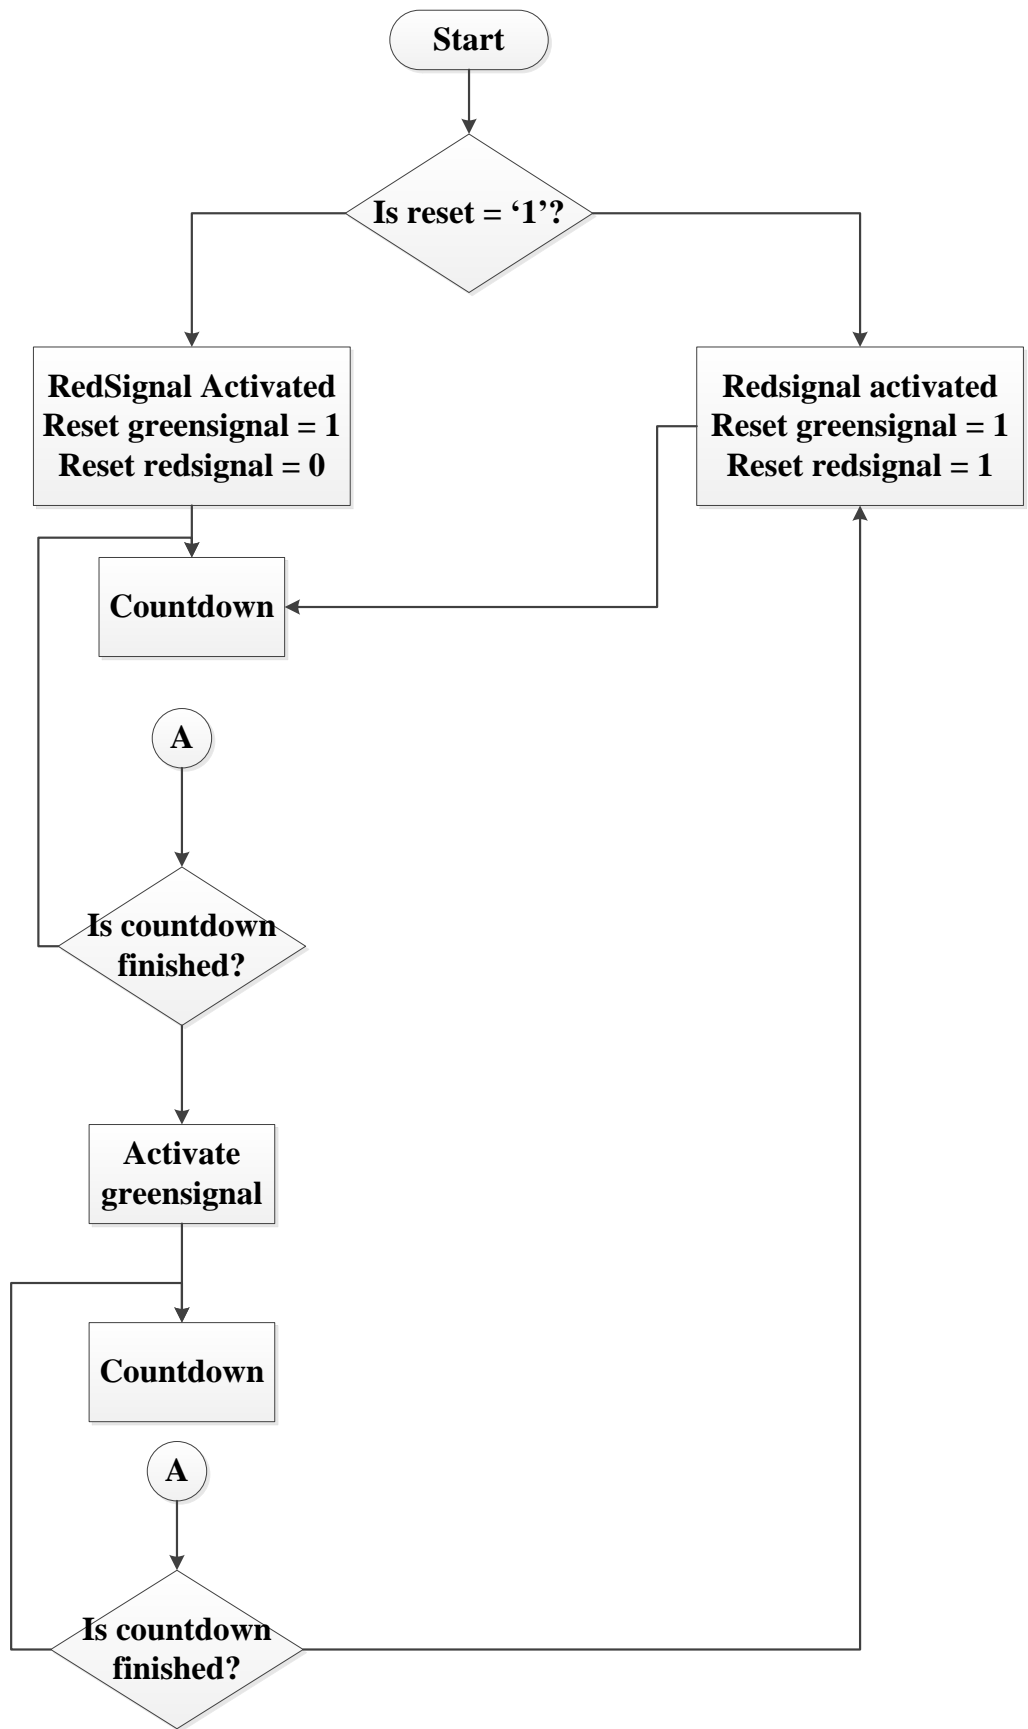 Start
Is reset = ‘1’?
RedSignal Activated
Reset greensignal = 1
Reset redsignal = 0
Redsignal activated
Reset greensignal = 1
Reset redsignal = 1
Countdown
A
Is countdown
finished?
Activate
greensignal
Countdown
A
Is countdown
finished?